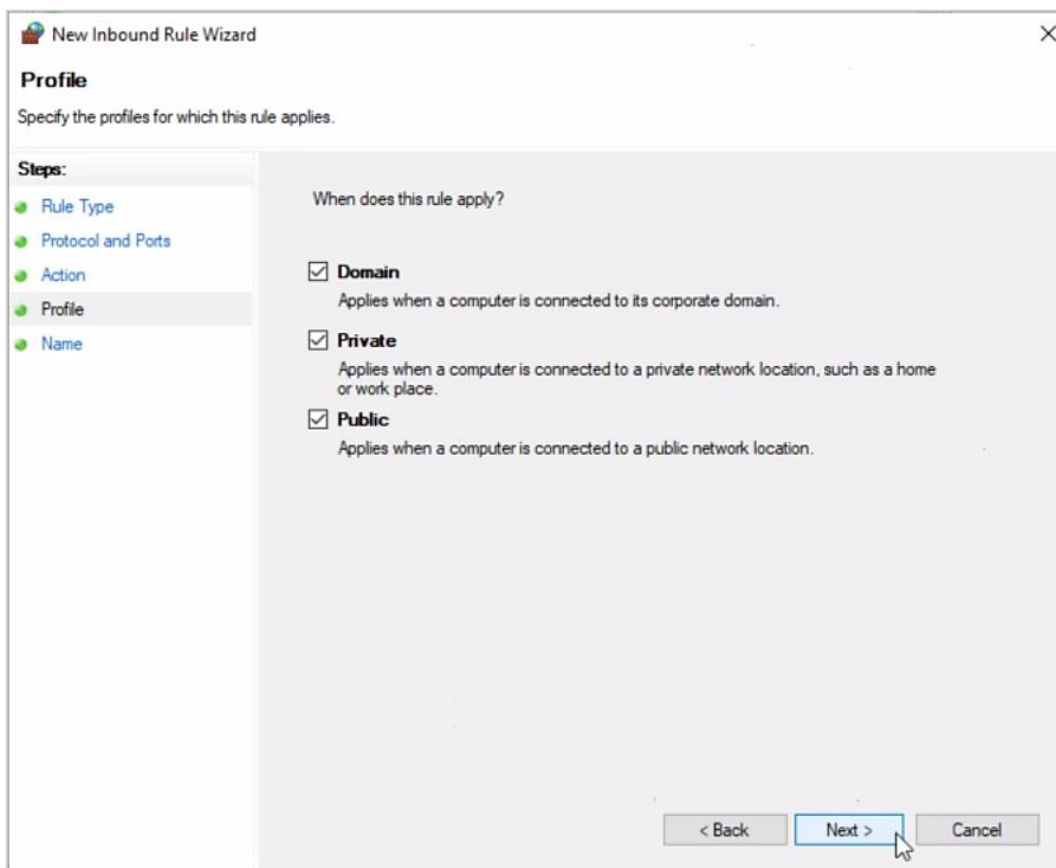 New Inbound Rule Wizard
Profile
Specify the profiles for which this rule applies.
Steps:
Rule Type
Protocol and Ports
Action
Profile
Name
When does this rule apply?
Domain
Applies when a computer is connected to its corporate domain.
Private
Applies when a computer is connected to a private network location, such as a home
or work place.
Public
Applies when a computer is connected to a public network location.
< Back
Next >
Cancel